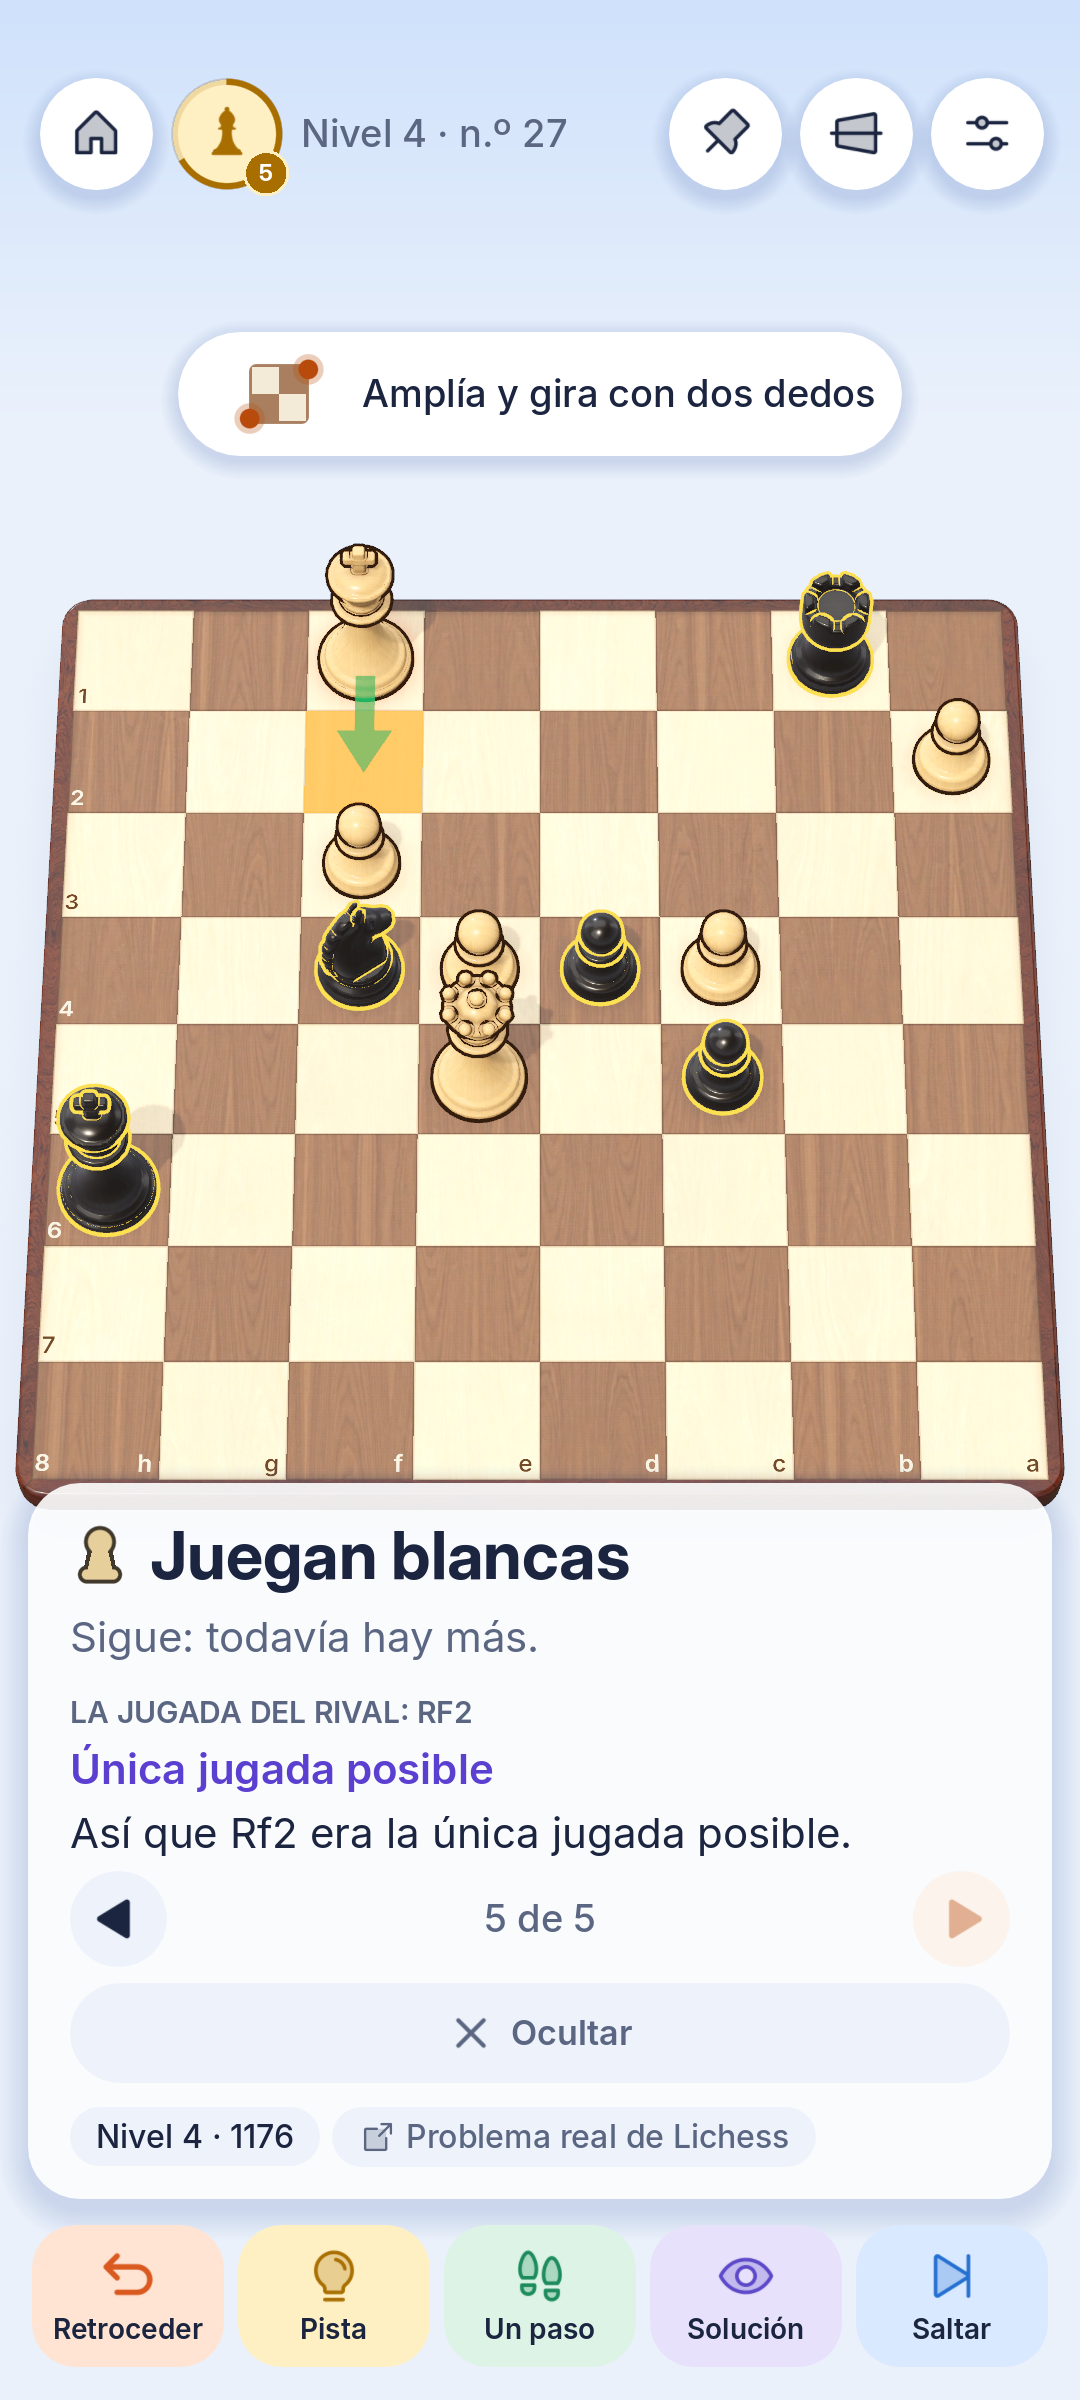 Nivel 4 · n.º 27
5
Amplía y gira con dos dedos
1
2
3
4
6
7
8 h g f e d c b a
Juegan blancas
Sigue: todavía hay más.
LA JUGADA DEL RIVAL: RF2
Única jugada posible
Así que Rf2 era la única jugada posible.
5 de 5
Ocultar
Nivel 4 · 1176
Problema real de Lichess
Retroceder
Pista
Un paso
Solución
Saltar